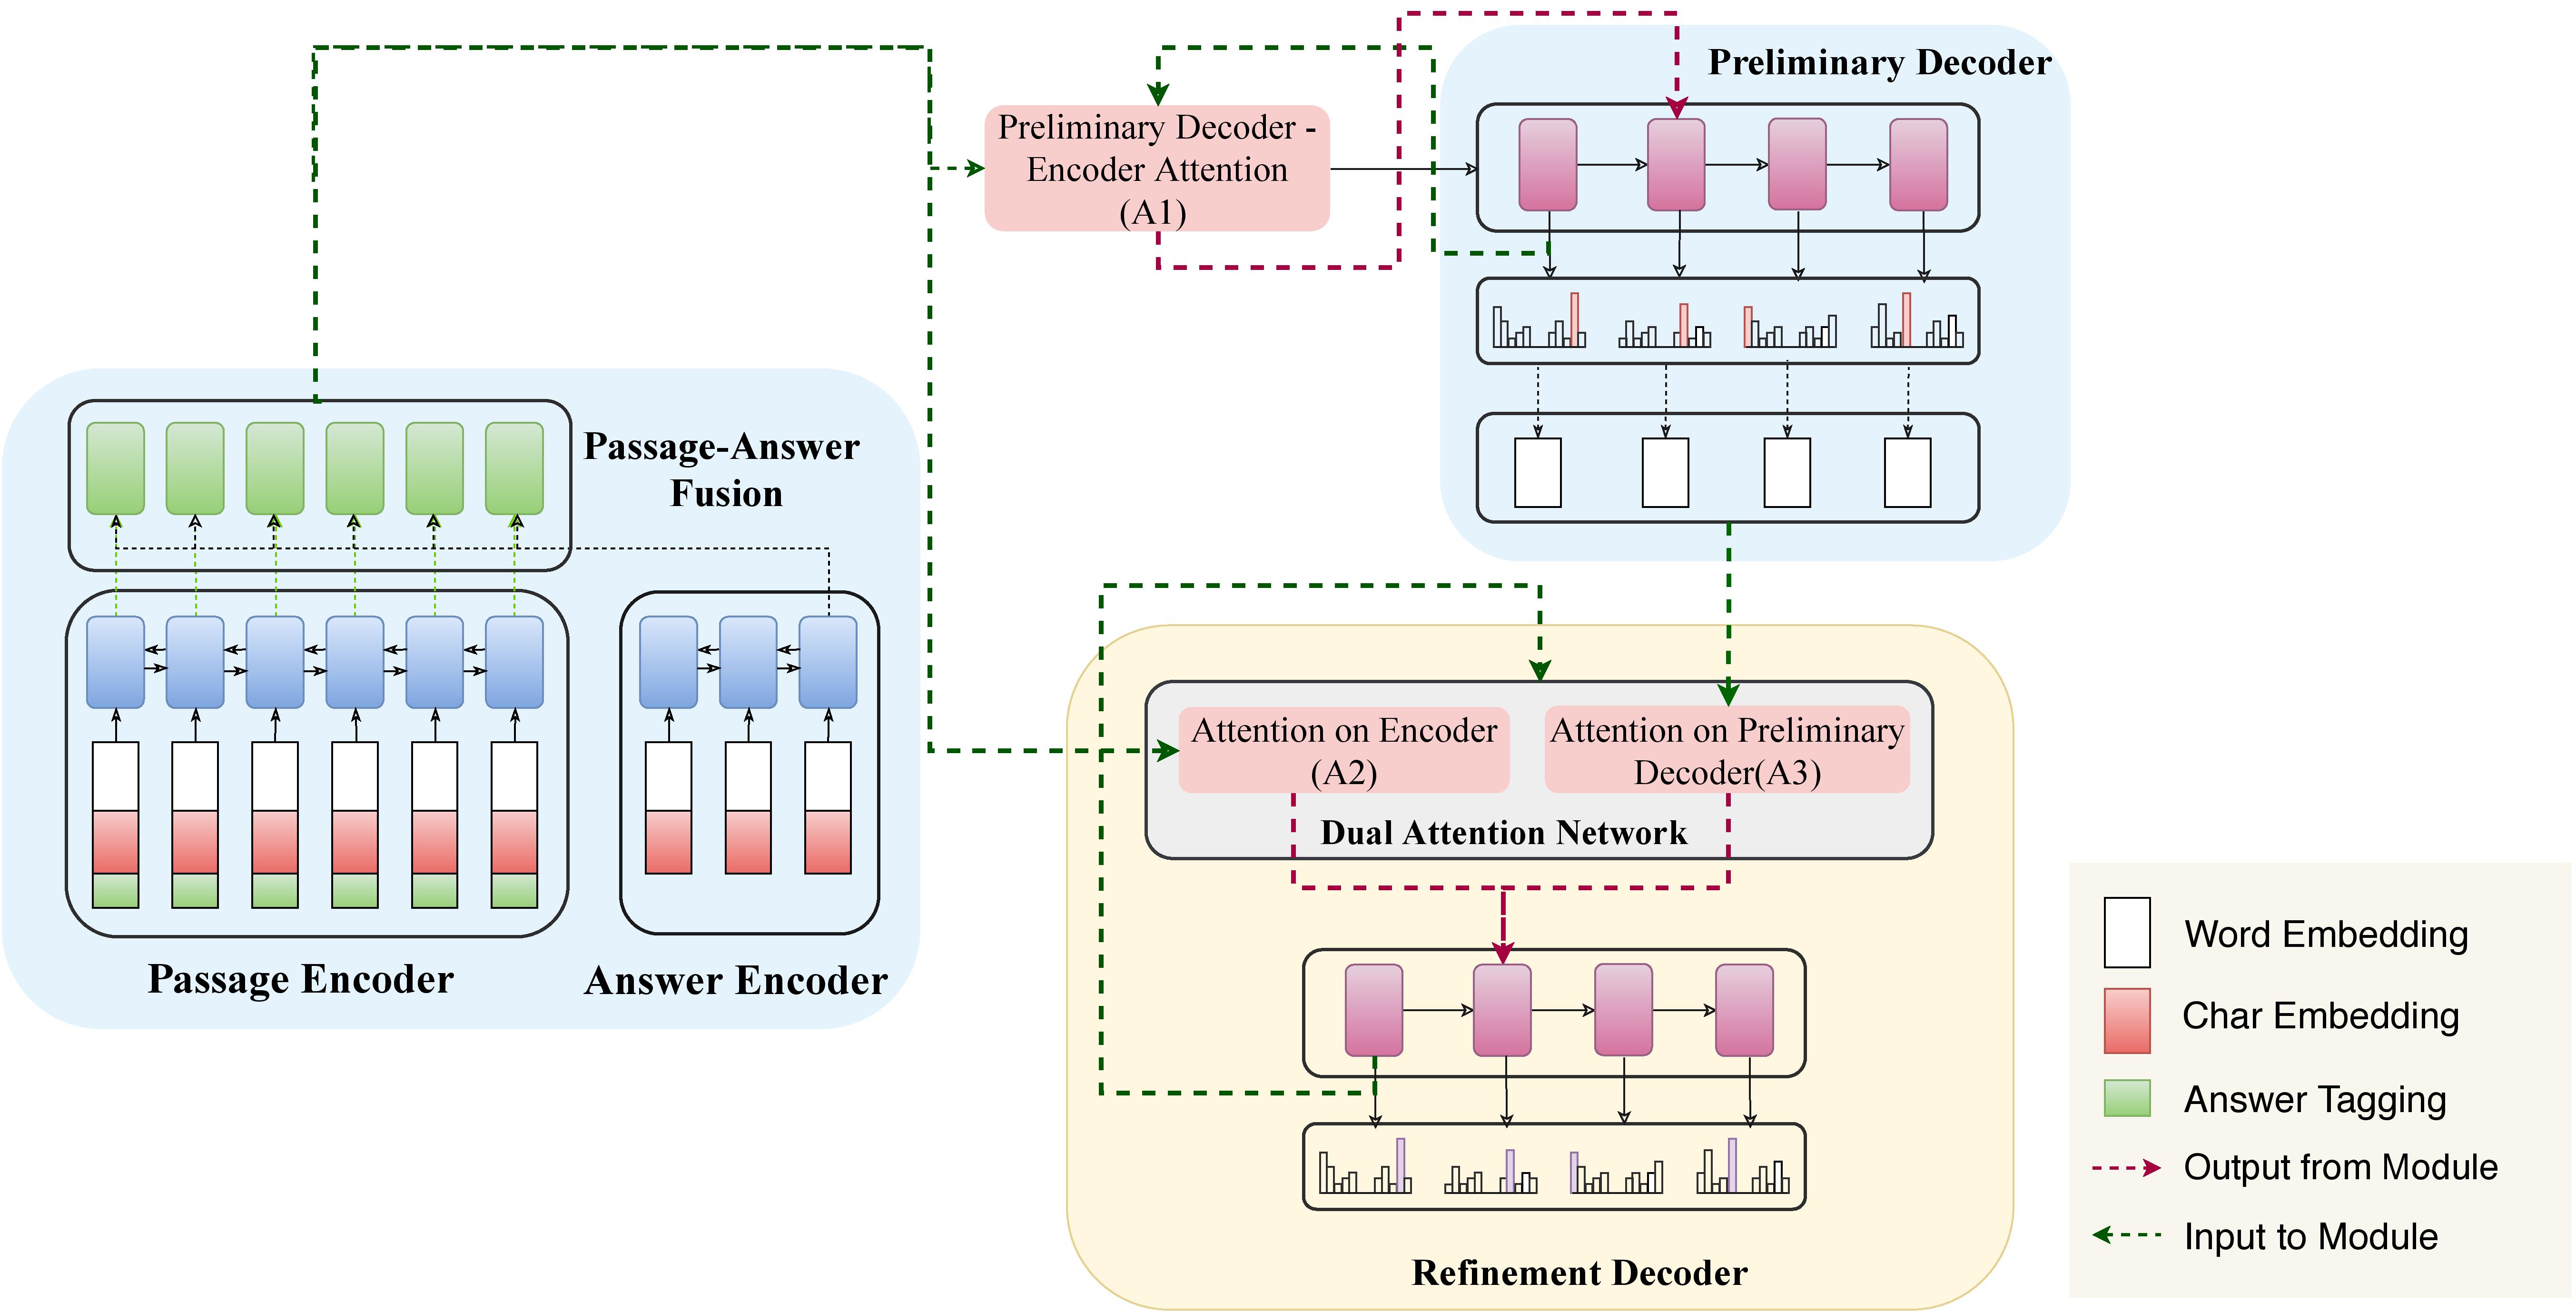 Preliminary Decoder
Preliminary Decoder -
Encoder Attention
(A1)
Passage-Answer
Fusion
Passage Encoder
Answer Encoder
Attention on Encoder
(A2)
Attention on Preliminary
Decoder(A3)
Dual Attention Network
Refinement Decoder
Word Embedding
Char Embedding
Answer Tagging
Output from Module
Input to Module